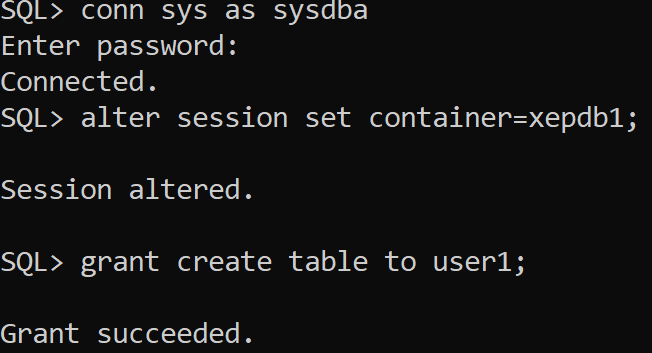 SQL> conn sys as sysdba
Enter password:
Connected.
SQL> alter session set container=xepdb1;
Session altered.
SQL> grant create table to user1;
Grant succeeded.